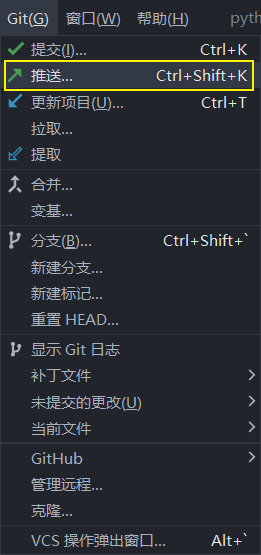 Git(G) 窗口(W) 帮助(H) pyth
提交(I)... Ctrl+K
推送... Ctrl+Shift+K
更新项目(U)... Ctrl+T
拉取...
提取
合并...
变基...
分支(B)... Ctrl+Shift+`
新建分支...
新建标记...
重置 HEAD...
显示 Git 日志
补丁文件
未提交的更改(U)
当前文件
GitHub
管理远程...
克隆...
VCS 操作弹出窗口... Alt+`